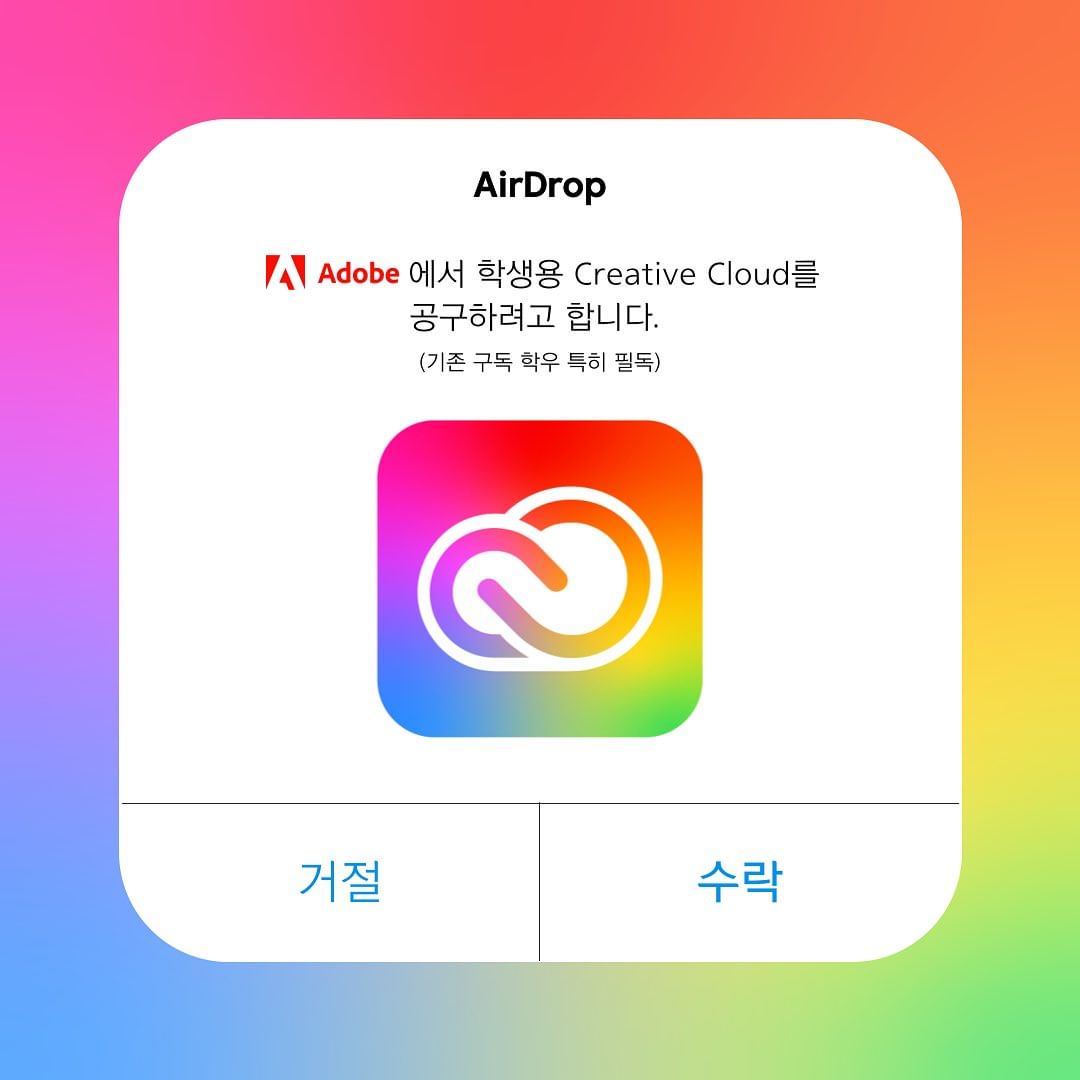 AirDrop
Adobe 에서 학생용 Creative Cloud를
공구하려고 합니다.
(기존 구독 학우 특히 필독)
거절
수락